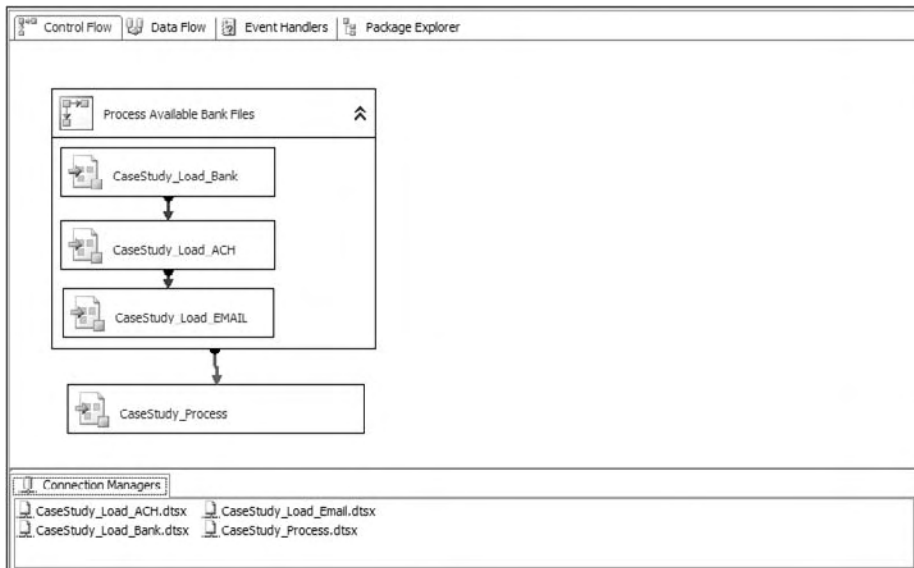 Control Flow Data Flow Event Handlers Package Explorer
Process Available Bank Files
CaseStudy_Load_Bank
CaseStudy_Load_ACH
CaseStudy_Load_EMAIL
CaseStudy_Process
Connection Managers
CaseStudy_Load_ACH.dtsx CaseStudy_Load_Email.dtsx
CaseStudy_Load_Bank.dtsx CaseStudy_Process.dtsx